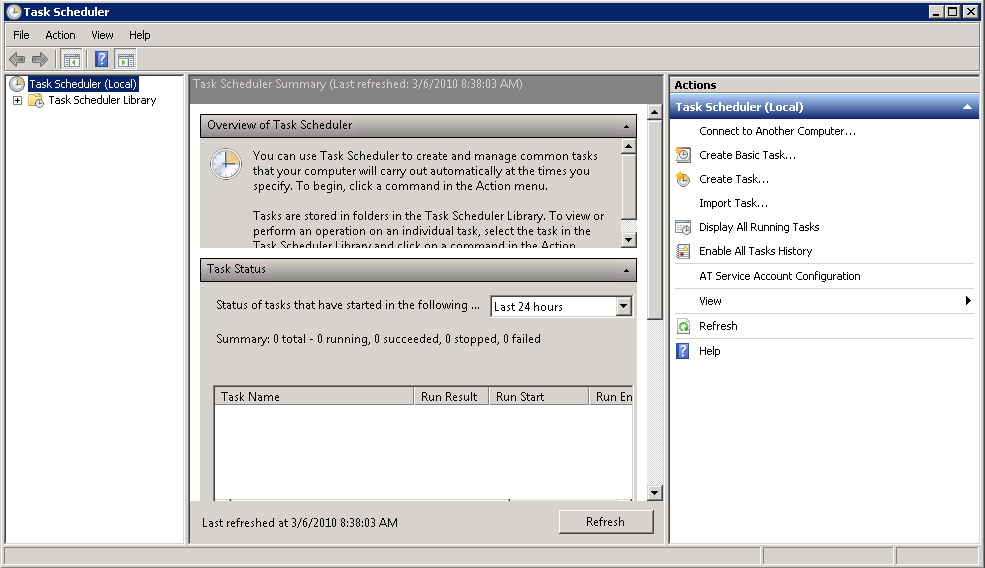 Task Scheduler
File Action View Help
Task Scheduler (Local)
Task Scheduler Library
Task Scheduler Summary (Last refreshed: 3/6/2010 8:38:03 AM)
Overview of Task Scheduler
You can use Task Scheduler to create and manage common tasks
that your computer will carry out automatically at the times you
specify. To begin, click a command in the Action menu.
Tasks are stored in folders in the Task Scheduler Library. To view or
perform an operation on an individual task, select the task in the
Task Scheduler Library and click on a command in the Action
Task Status
Status of tasks that have started in the following ... Last 24 hours
Summary: 0 total - 0 running, 0 succeeded, 0 stopped, 0 failed
Task Name Run Result Run Start Run En
Last refreshed at 3/6/2010 8:38:03 AM Refresh
Actions
Task Scheduler (Local)
Connect to Another Computer...
Create Basic Task...
Create Task...
Import Task...
Display All Running Tasks
Enable All Tasks History
AT Service Account Configuration
View
Refresh
Help